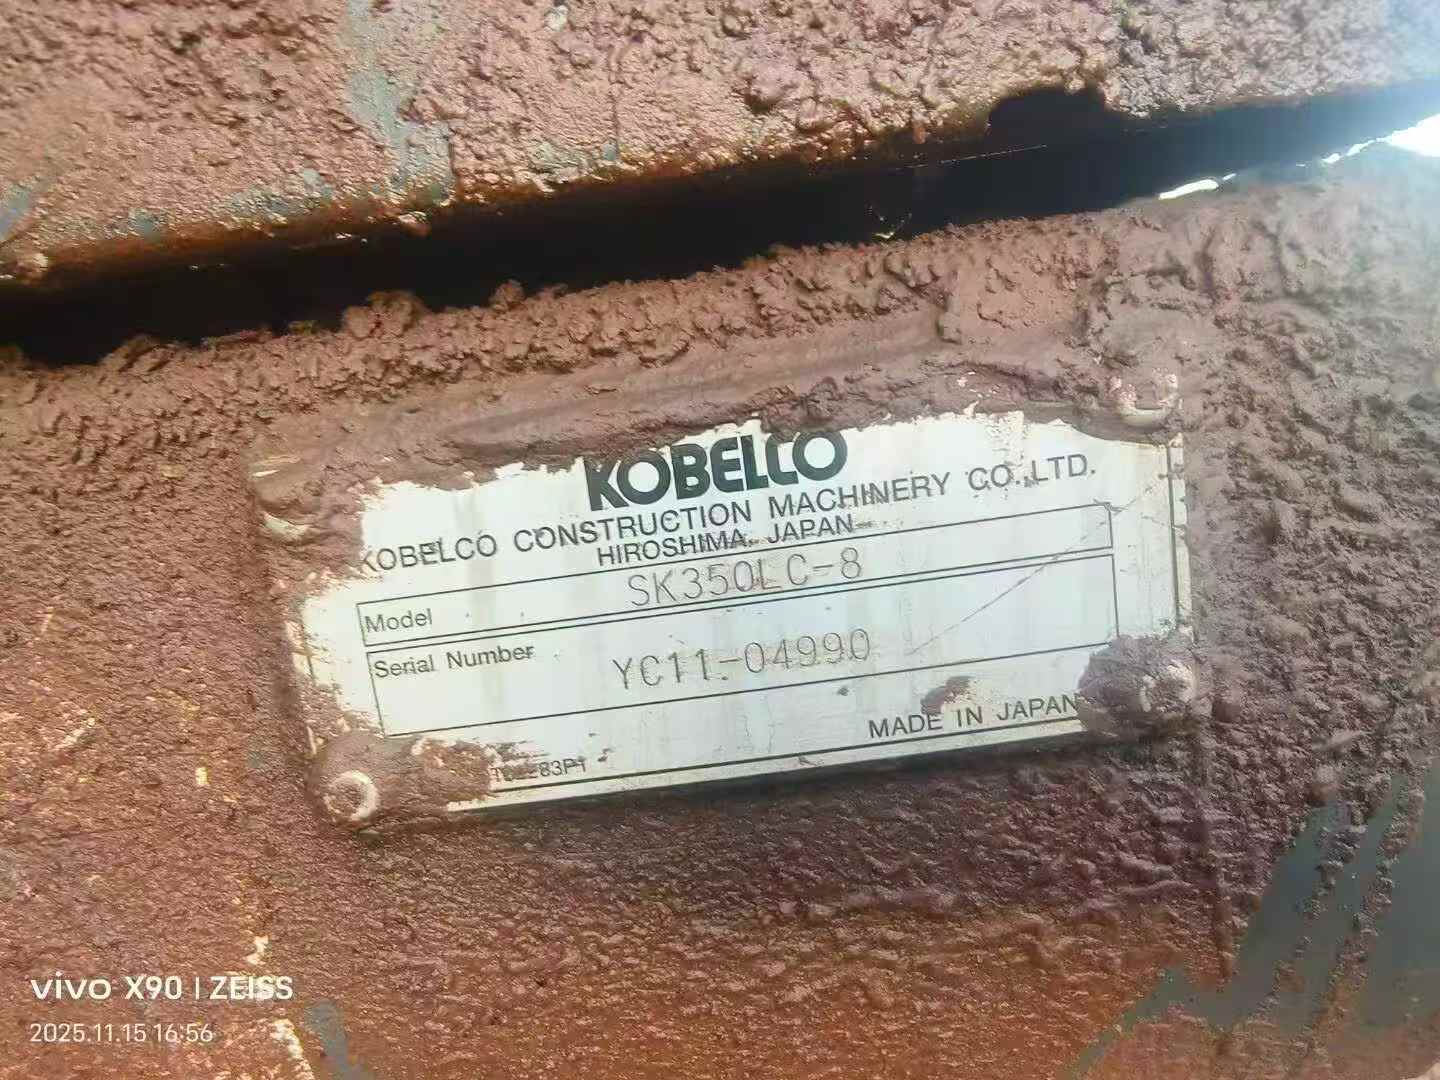 KOBELCO
KOBELCO CONSTRUCTION MACHINERY CO.,LTD.
HIROSHIMA, JAPAN
Model SK350LC-8
Serial Number YC11-04990
MADE IN JAPAN
vivo X90 | ZEISS
2025.11.15 16:56